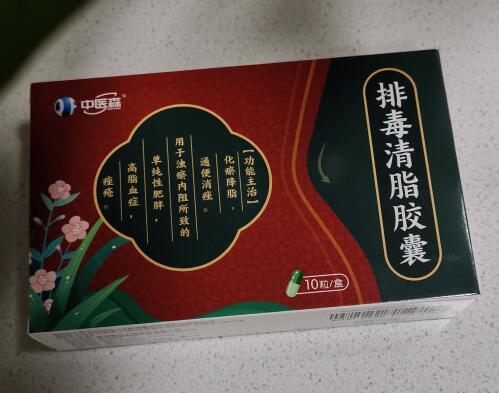 中医森
排毒清脂胶囊
【功能主治】
化瘀降脂，
通便消痤。
用于浊瘀内阻所致的
单纯性肥胖，
高脂血症，
痤疮。
10粒/盒